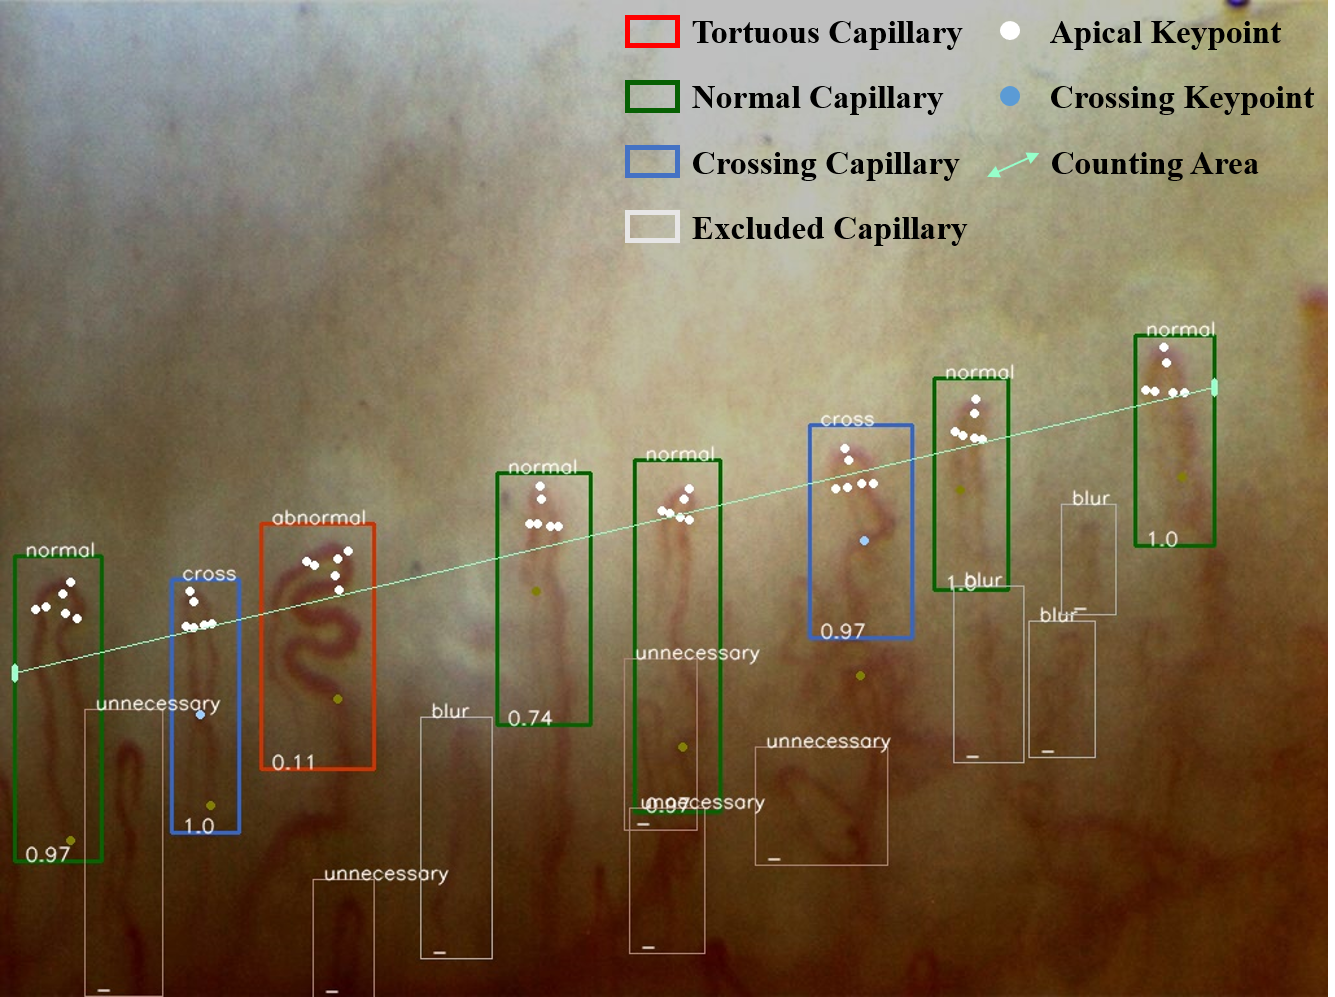 Tortuous Capillary
Apical Keypoint
Normal Capillary
Crossing Keypoint
Crossing Capillary
Counting Area
Excluded Capillary
normal
1.0
normal
1.0
cross
0.97
normal
0.97
normal
0.74
blur
blur
blur
abnormal
0.11
normal
0.97
cross
1.0
unnecessary
unnecessary
blur
unnecessary
unnecessary
unnecessary